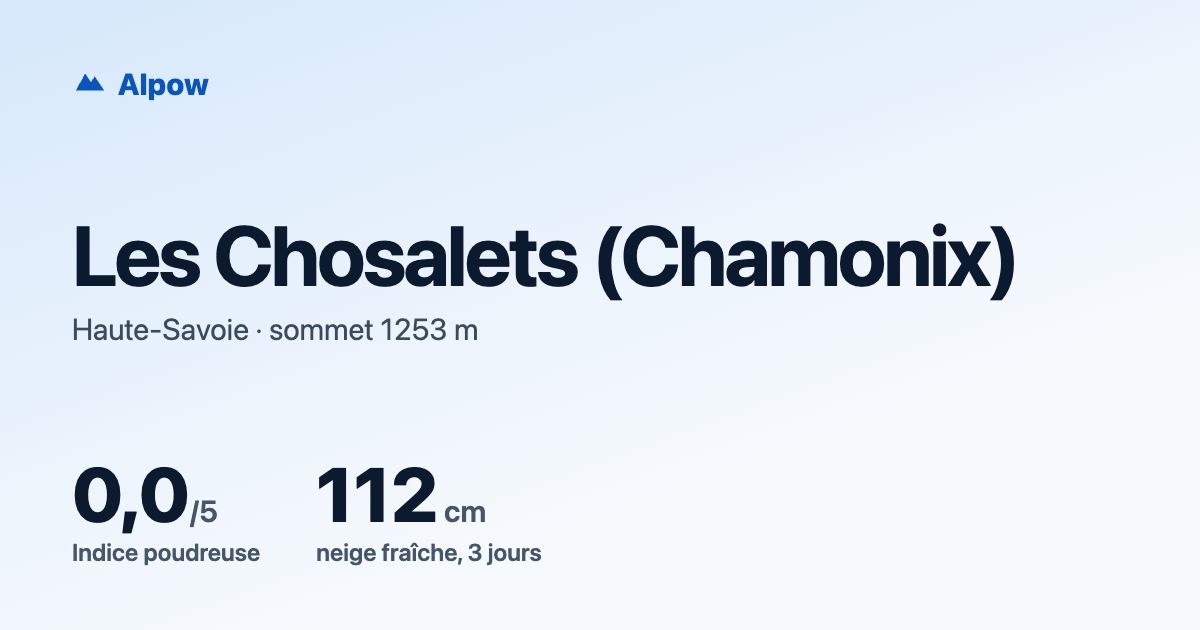 Alpow
Les Chosalets (Chamonix)
Haute-Savoie · sommet 1253 m
0,0/5
Indice poudreuse
112 cm
neige fraîche, 3 jours